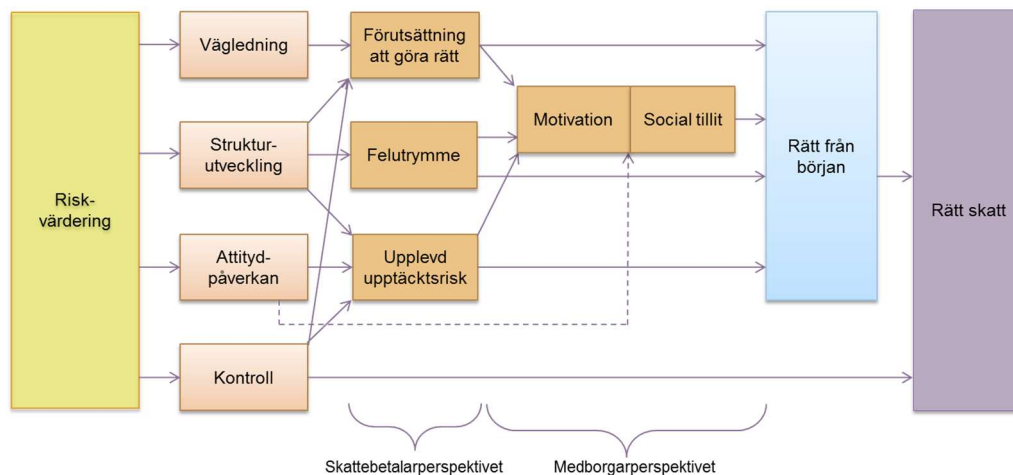 Risk-
värdering
Vägledning
Struktur-
utveckling
Attityd-
påverkan
Kontroll
Förutsättning
att göra rätt
Felutrymme
Upplevd
upptäcktsrisk
Motivation
Social tillit
Rätt från
början
Rätt skatt
Skattebetalarperspektivet
Medborgarperspektivet